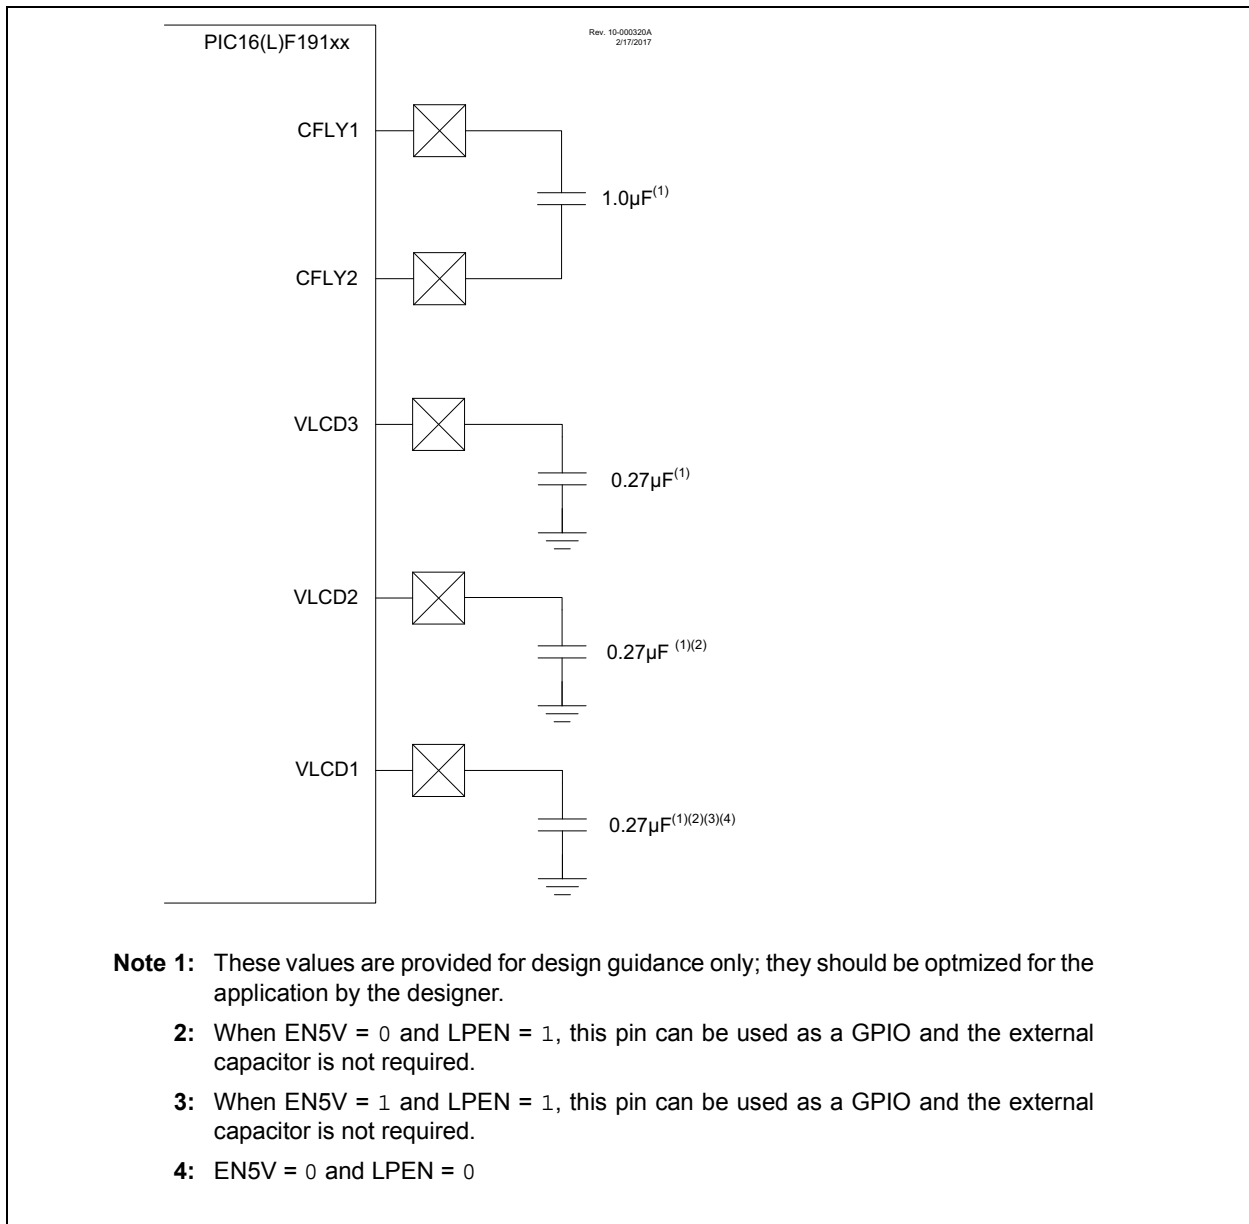 PIC16(L)F191xx
Rev. 10-000320A
2/17/2017
CFLY1
1.0µF(1)
CFLY2
VLCD3
0.27µF(1)
VLCD2
0.27µF (1)(2)
VLCD1
0.27µF(1)(2)(3)(4)
Note 1: These values are provided for design guidance only; they should be optmized for the
application by the designer.
2: When EN5V = 0 and LPEN = 1, this pin can be used as a GPIO and the external
capacitor is not required.
3: When EN5V = 1 and LPEN = 1, this pin can be used as a GPIO and the external
capacitor is not required.
4: EN5V = 0 and LPEN = 0